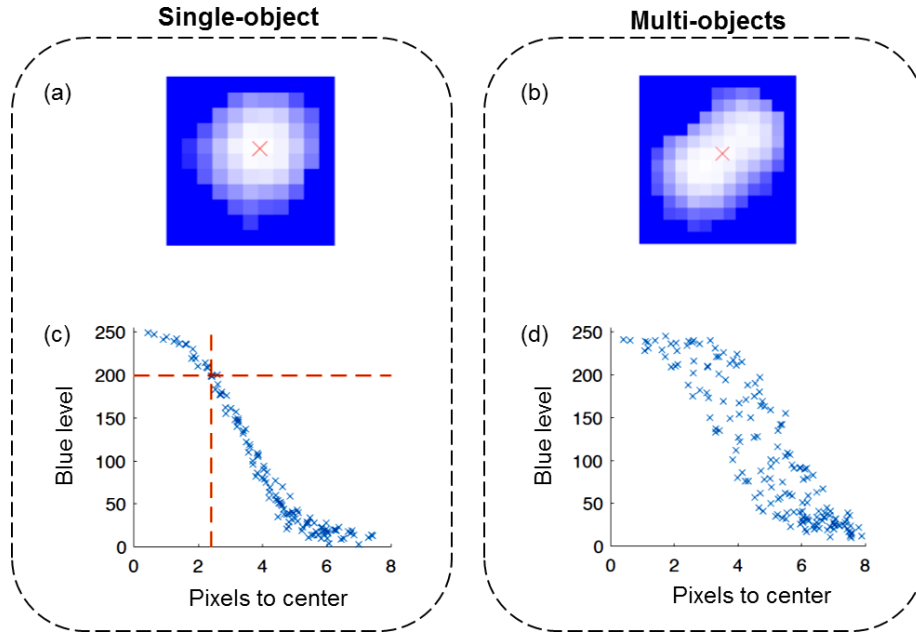 Single-object
Multi-objects
(a)
(b)
(c)
250
200
150
100
50
0
0 2 4 6 8
Blue level
Pixels to center
(d)
250
200
150
100
50
0
0 2 4 6 8
Blue level
Pixels to center